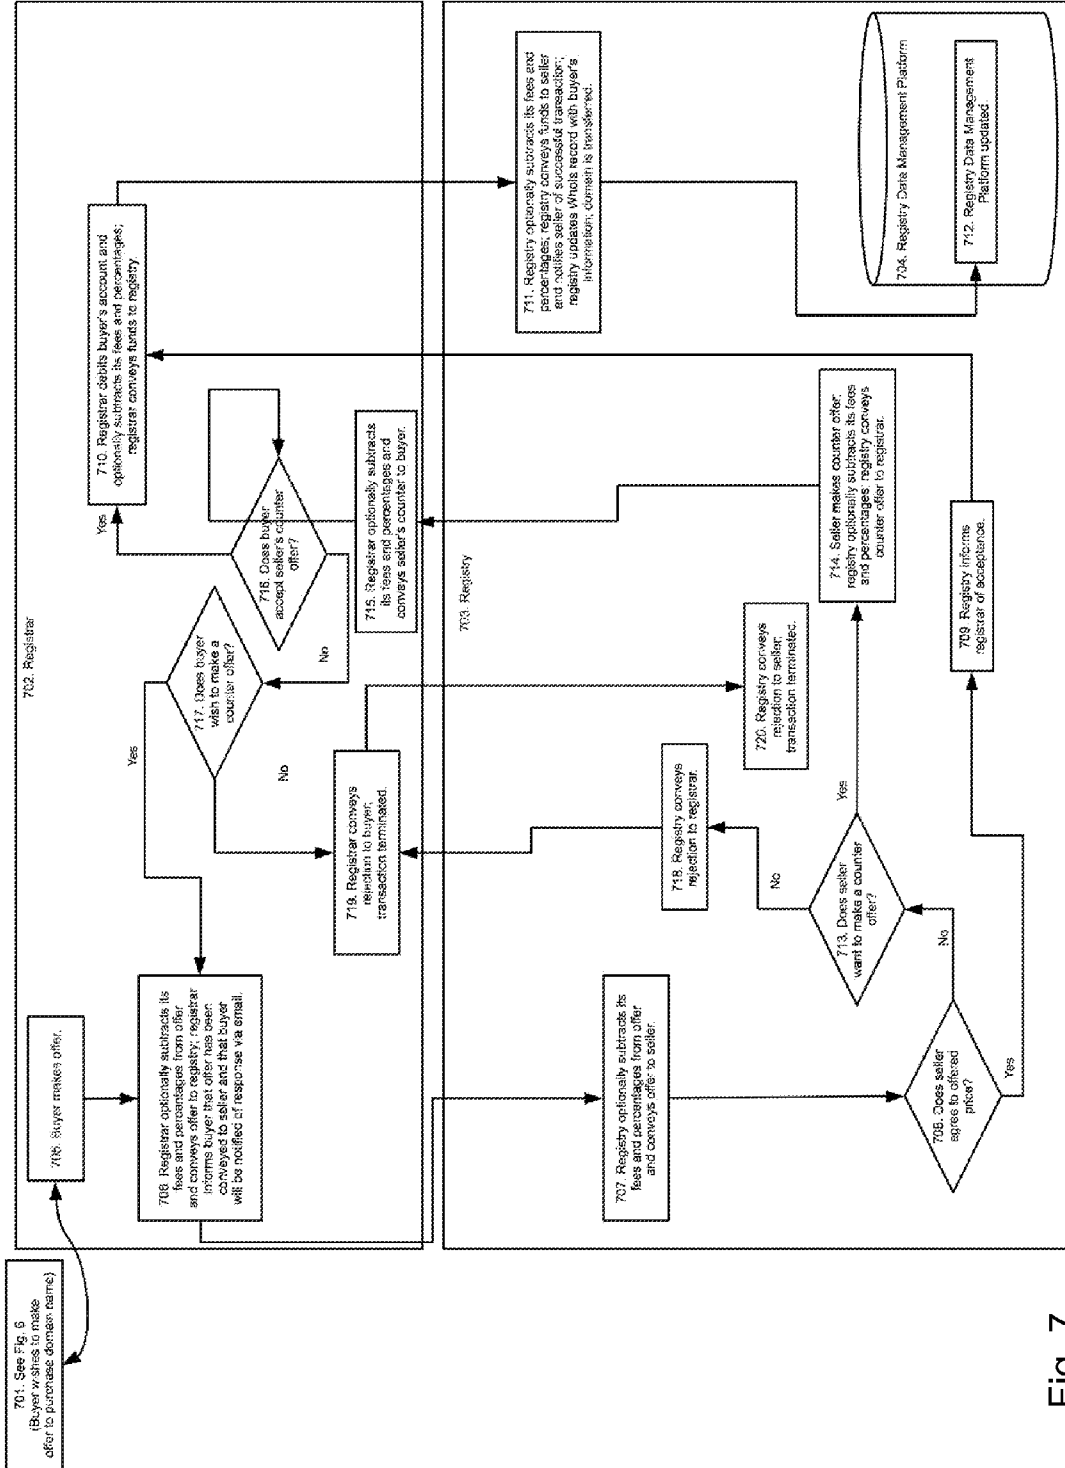 701. See Fig. 6
(Buyer wishes to make
offer to purchase domain name)
702. Registrar
705. Buyer makes offer.
706. Registrar optionally subtracts its
fees and percentages from offer
and conveys offer to registry; registrar
informs buyer that offer has been
conveyed to seller and that buyer
will be notified of response via email.
Yes
717. Does buyer
wish to make a
counter offer?
No
719. Registrar conveys
rejection to buyer;
transaction terminated.
716. Does buyer
accept seller's counter
offer?
No
Yes
710. Registrar debits buyer's account and
optionally subtracts its fees and percentages;
registrar conveys funds to registry.
715. Registrar optionally subtracts
its fees and percentages and
conveys seller's counter to buyer.
703. Registry
707. Registry optionally subtracts its
fees and percentages from offer
and conveys offer to seller.
708. Does seller
agree to offered
price?
Yes
No
713. Does seller
want to make a counter
offer?
No
Yes
718. Registry conveys
rejection to registrar.
720. Registry conveys
rejection to seller;
transaction terminated.
714. Seller makes counter offer;
registry optionally subtracts its fees
and percentages; registry conveys
counter offer to registrar.
709. Registry informs
registrar of acceptance.
711. Registry optionally subtracts its fees and
percentages; registry conveys funds to seller
and notifies seller of successful transaction;
registry updates WhoIs record with buyer's
information; domain is transferred.
704. Registry Data Management Platform
712. Registry Data Management
Platform updated.
Fig. 7